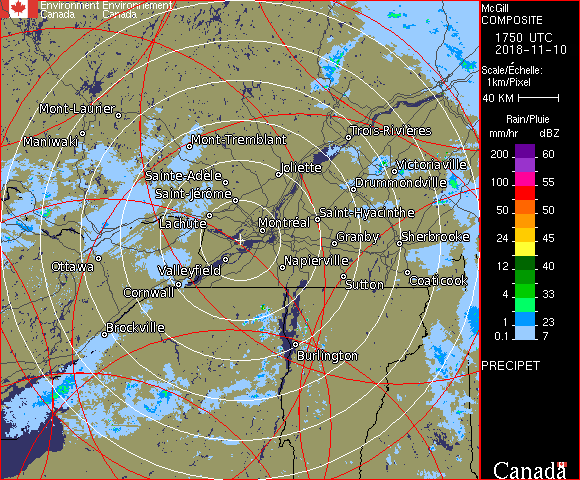 Environment Environnement
Canada Canada
McGill
COMPOSITE
1750 UTC
2018-11-10
Scale/Échelle:
1km/Pixel
40 KM
Rain/Pluie
mm/hr dBZ
200 60
100 55
50 50
24 45
12 40
4 33
1 23
0.1 7
PRECIPET
Canada
Mont-Laurier
Maniwaki
Mont-Tremblant
Trois-Rivières
Joliette
Victoriaville
Sainte-Adèle
Drummondville
Saint-Jérôme
Saint-Hyacinthe
Lachute
Montréal
Granby
Sherbrooke
Ottawa
Valleyfield
Napierville
Sutton
Coaticook
Cornwall
Brockville
Burlington